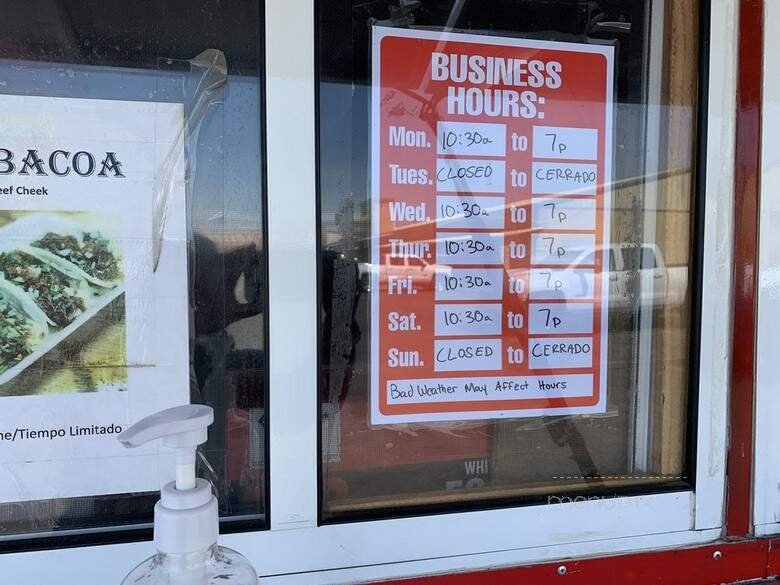 BACOA
eef Cheek
ne/Tiempo Limitado
BUSINESS
HOURS:
Mon. 10:30a to 7p
Tues. CLOSED to CERRADO
Wed. 10:30a to 7p
Thur. 10:30a to 7p
Fri. 10:30a to 7p
Sat. 10:30a to 7p
Sun. CLOSED to CERRADO
Bad Weather May Affect Hours
WHI